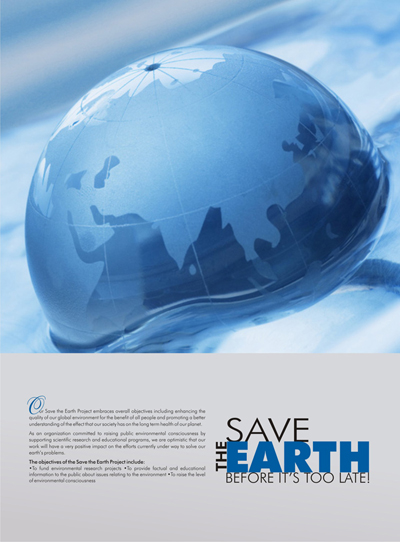 Our Save the Earth Project embraces overall objectives including enhancing the
quality of our global environment for the benefit of all people and promoting a better
understanding of the effect that our society has on the long term health of our planet.
As an organization committed to raising public environmental consciousness by
supporting scientific research and educational programs, we are optimistic that our
work will have a very positive impact on the efforts currently under way to solve our
earth's problems.
The objectives of the Save the Earth Project include:
•To fund environmental research projects •To provide factual and educational
information to the public about issues relating to the environment •To raise the level
of environmental consciousness
SAVE
THE EARTH
BEFORE IT'S TOO LATE!